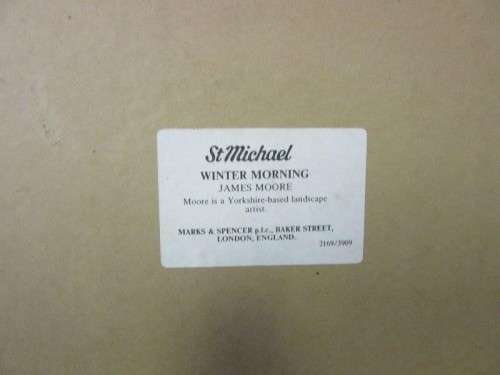 St Michael
WINTER MORNING
JAMES MOORE
Moore is a Yorkshire-based landscape
artist.
MARKS & SPENCER p.l.c., BAKER STREET,
LONDON, ENGLAND.
2169/3909